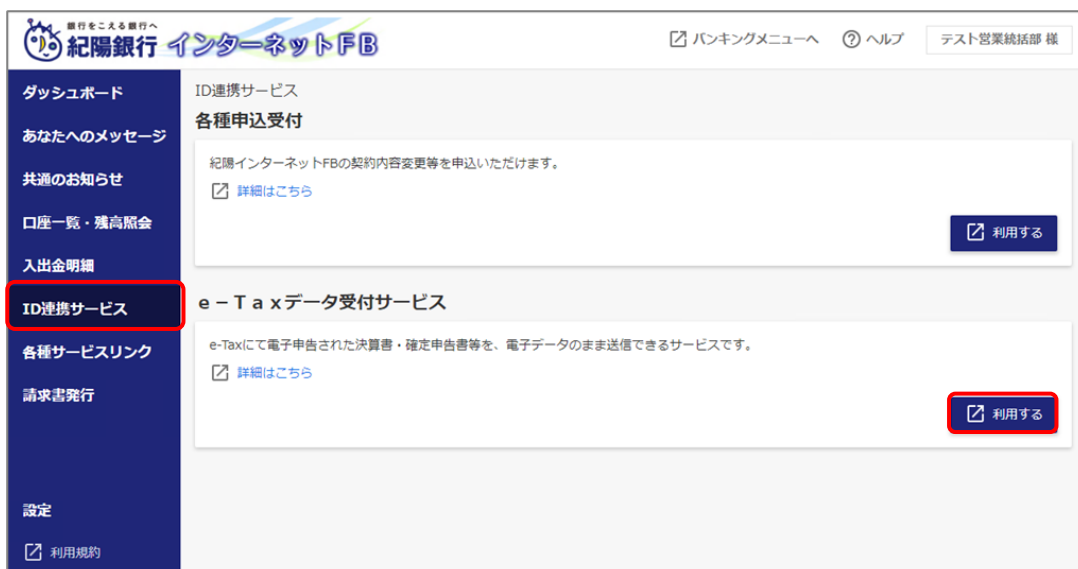 銀行をこえる銀行へ
紀陽銀行 インターネットFB
バンキングメニューへ
ヘルプ
テスト営業統括部 様
ダッシュボード
あなたへのメッセージ
共通のお知らせ
口座一覧・残高照会
入出金明細
ID連携サービス
各種サービスリンク
請求書発行
設定
利用規約
ID連携サービス
各種申込受付
紀陽インターネットFBの契約内容変更等を申込いただけます。
詳細はこちら
利用する
e－Taxデータ受付サービス
e-Taxにて電子申告された決算書・確定申告書等を、電子データのまま送信できるサービスです。
詳細はこちら
利用する